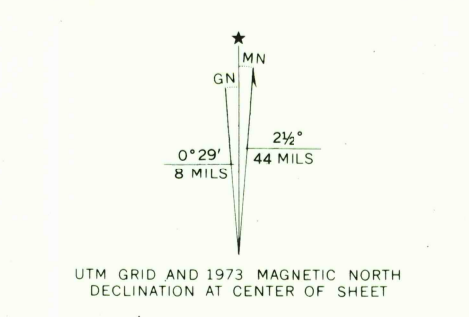 ★
MN
GN
2½°
44 MILS
0°29'
8 MILS
UTM GRID AND 1973 MAGNETIC NORTH
DECLINATION AT CENTER OF SHEET